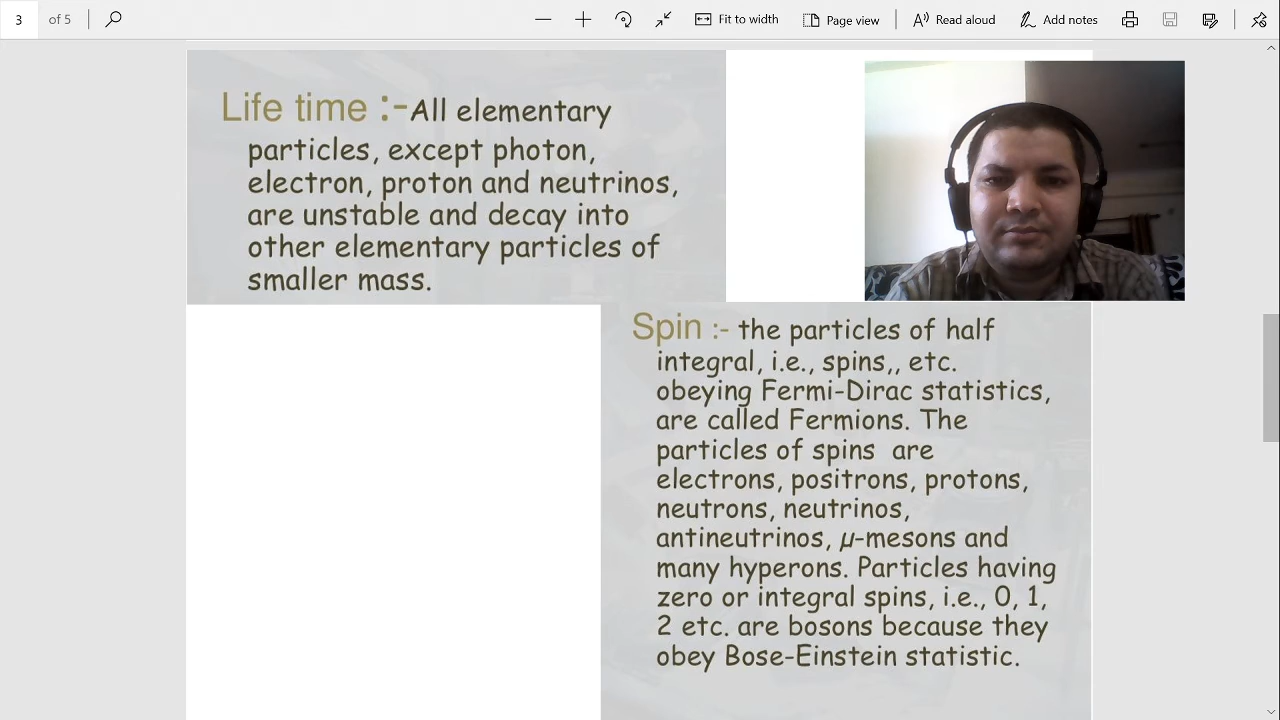 3 of 5 Fit to width Page view Read aloud Add notes
Life time :-All elementary
particles, except photon,
electron, proton and neutrinos,
are unstable and decay into
other elementary particles of
smaller mass.
Spin :- the particles of half
integral, i.e., spins,, etc.
obeying Fermi-Dirac statistics,
are called Fermions. The
particles of spins are
electrons, positrons, protons,
neutrons, neutrinos,
antineutrinos, µ-mesons and
many hyperons. Particles having
zero or integral spins, i.e., 0, 1,
2 etc. are bosons because they
obey Bose-Einstein statistic.